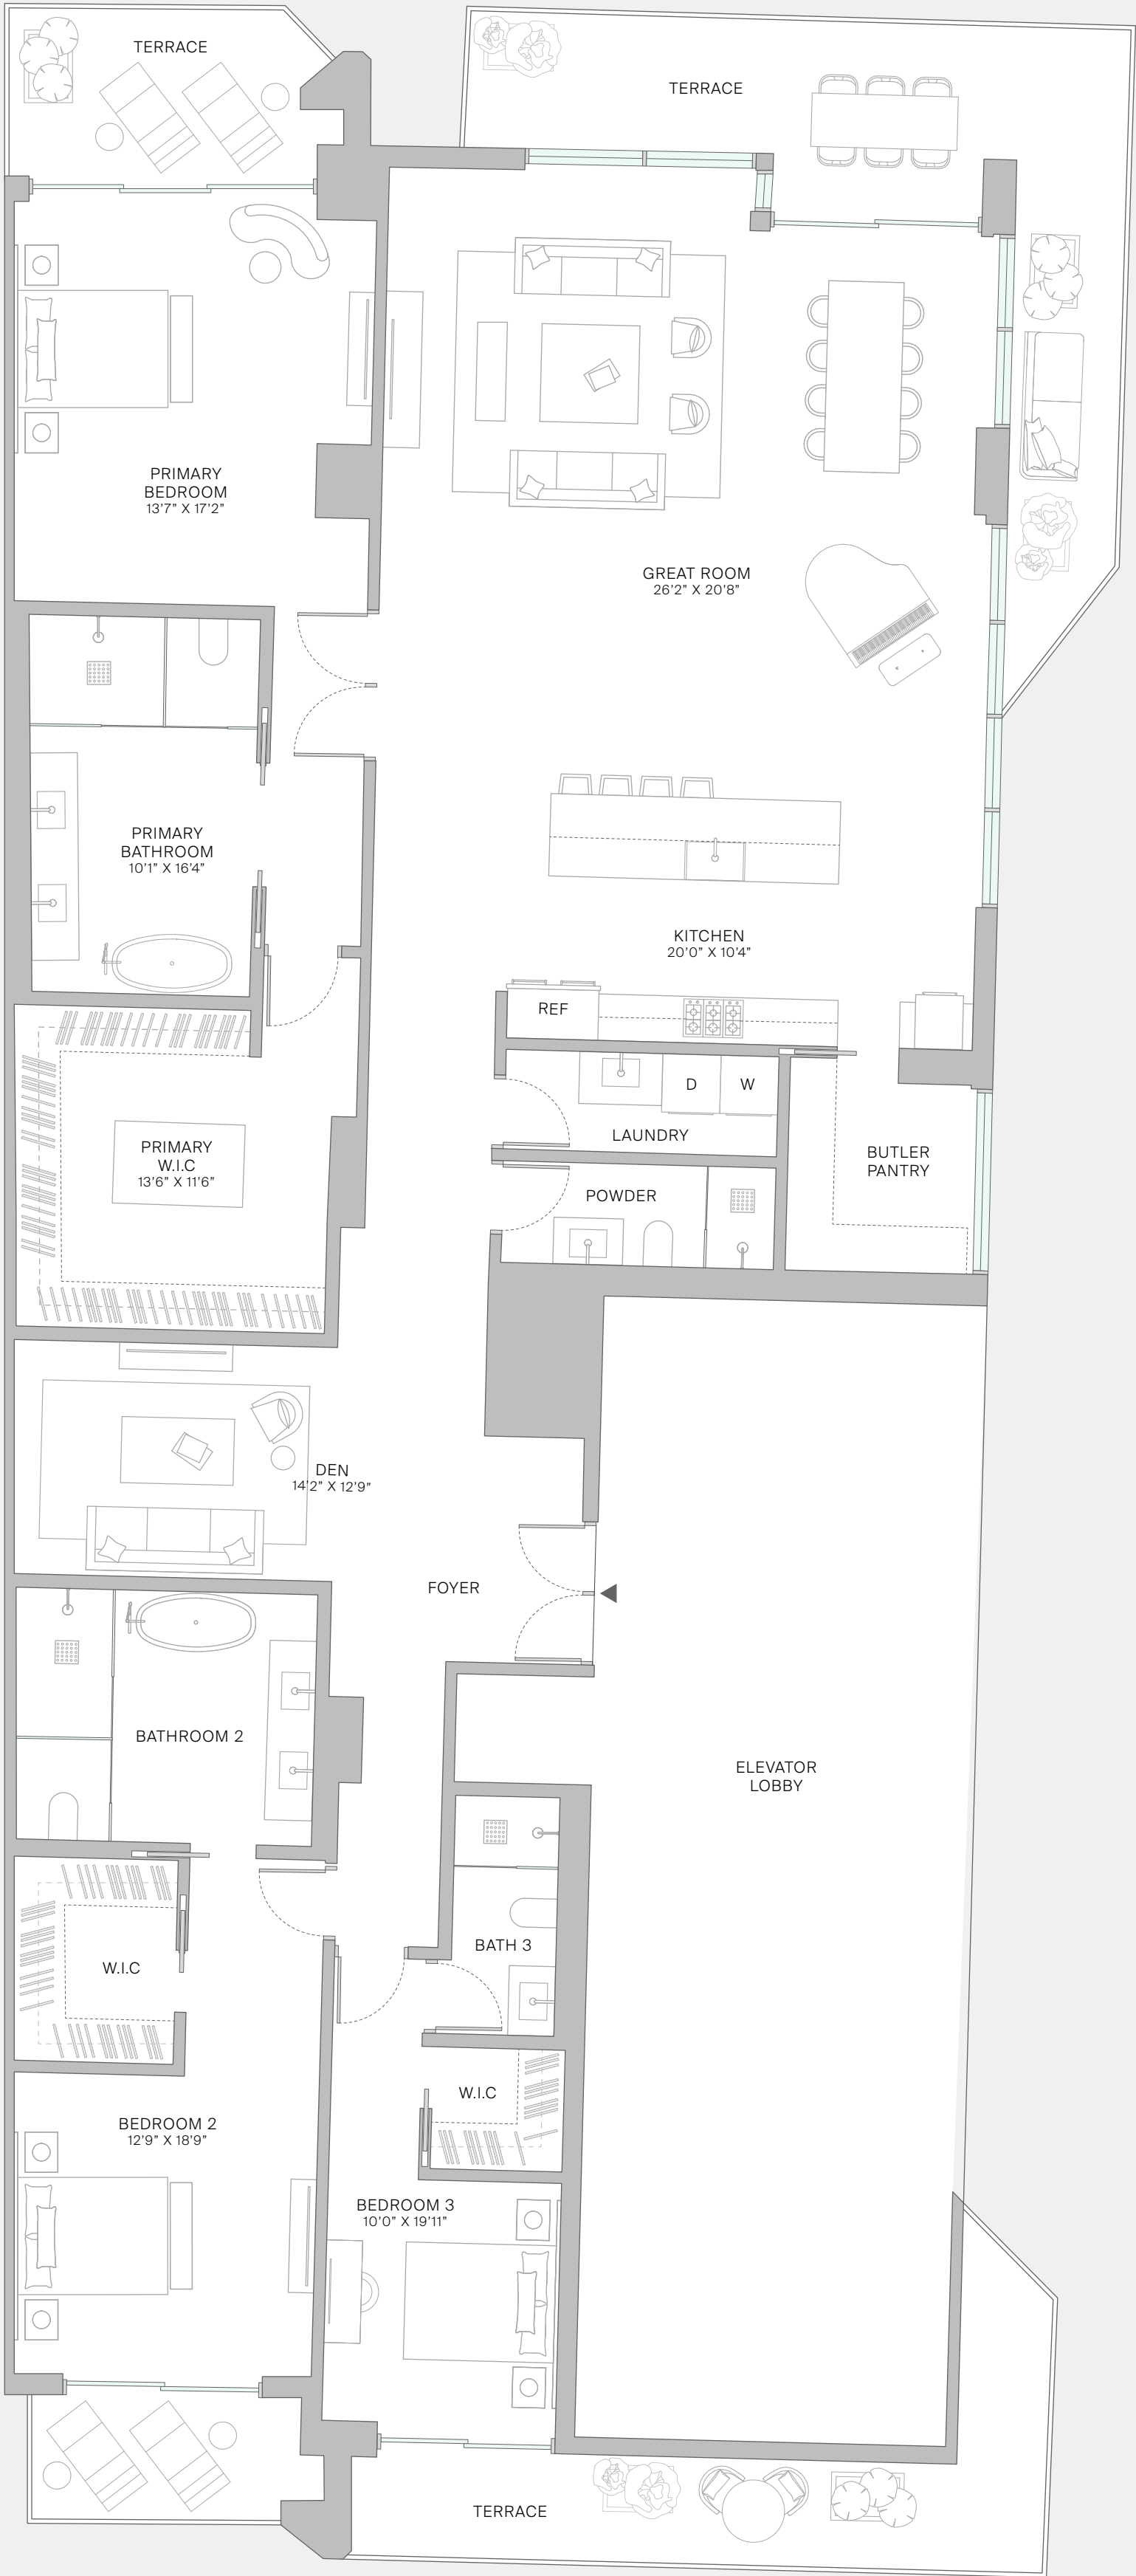 TERRACE
TERRACE
PRIMARY
BEDROOM
13'7" X 17'2"
GREAT ROOM
26'2" X 20'8"
PRIMARY
BATHROOM
10'1" X 16'4"
KITCHEN
20'0" X 10'4"
REF
D
W
LAUNDRY
PRIMARY
W.I.C
13'6" X 11'6"
BUTLER
PANTRY
POWDER
DEN
14'2" X 12'9"
FOYER
BATHROOM 2
ELEVATOR
LOBBY
BATH 3
W.I.C
W.I.C
BEDROOM 2
12'9" X 18'9"
BEDROOM 3
10'0" X 19'11"
TERRACE